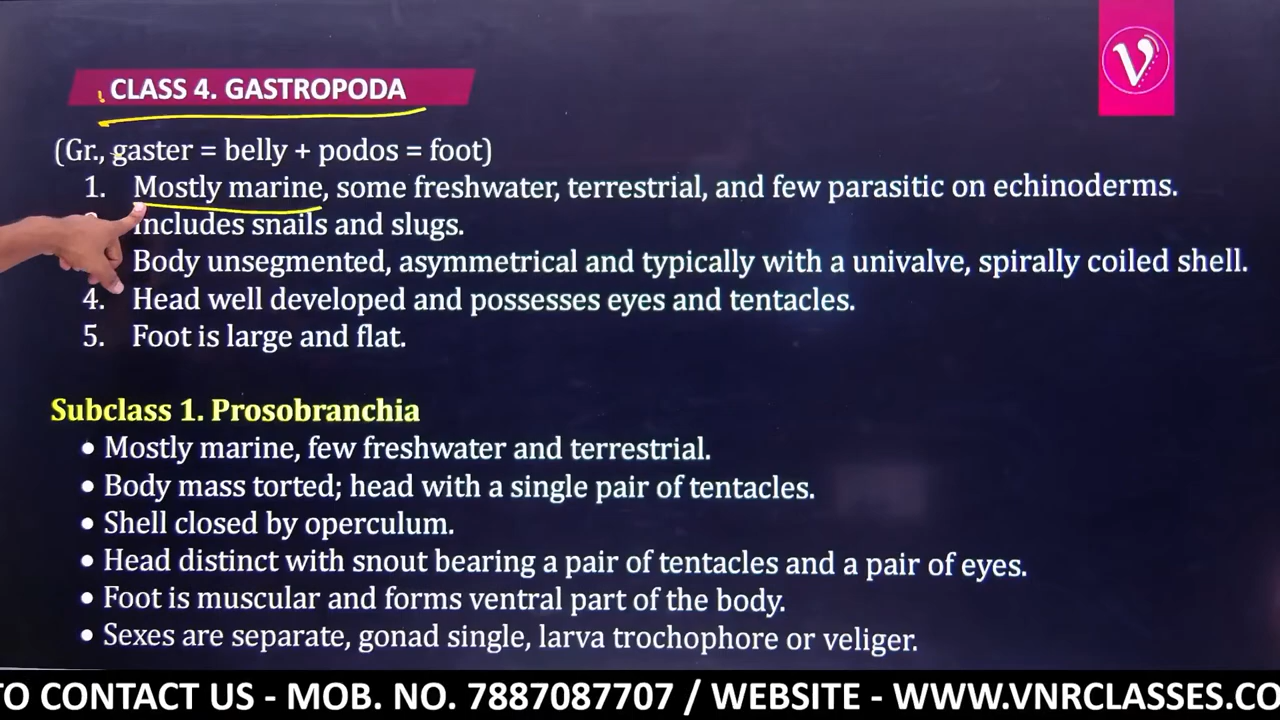 CLASS 4. GASTROPODA
(Gr., gaster = belly + podos = foot)
1. Mostly marine, some freshwater, terrestrial, and few parasitic on echinoderms.
Includes snails and slugs.
Body unsegmented, asymmetrical and typically with a univalve, spirally coiled shell.
4. Head well developed and possesses eyes and tentacles.
5. Foot is large and flat.
Subclass 1. Prosobranchia
• Mostly marine, few freshwater and terrestrial.
• Body mass torted; head with a single pair of tentacles.
• Shell closed by operculum.
• Head distinct with snout bearing a pair of tentacles and a pair of eyes.
• Foot is muscular and forms ventral part of the body.
• Sexes are separate, gonad single, larva trochophore or veliger.
TO CONTACT US - MOB. NO. 7887087707 / WEBSITE - WWW.VNRCLASSES.CO